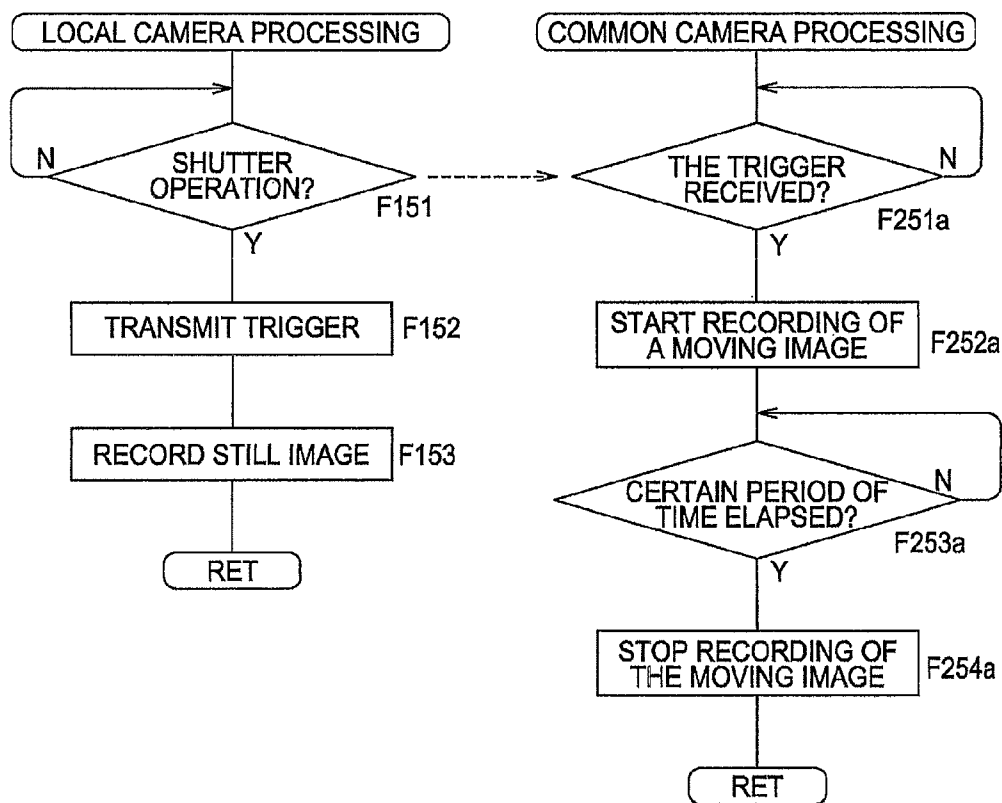 LOCAL CAMERA PROCESSING
N
SHUTTER
OPERATION?
F151
Y
TRANSMIT TRIGGER
F152
RECORD STILL IMAGE
F153
RET
COMMON CAMERA PROCESSING
THE TRIGGER
RECEIVED?
N
F251a
Y
START RECORDING OF
A MOVING IMAGE
F252a
CERTAIN PERIOD OF
TIME ELAPSED?
N
F253a
Y
STOP RECORDING OF
THE MOVING IMAGE
F254a
RET